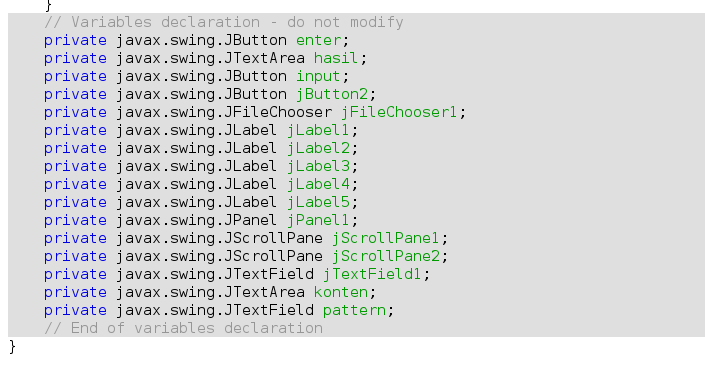 }
// Variables declaration - do not modify
private javax.swing.JButton enter;
private javax.swing.JTextArea hasil;
private javax.swing.JButton input;
private javax.swing.JButton jButton2;
private javax.swing.JFileChooser jFileChooser1;
private javax.swing.JLabel jLabel1;
private javax.swing.JLabel jLabel2;
private javax.swing.JLabel jLabel3;
private javax.swing.JLabel jLabel4;
private javax.swing.JLabel jLabel5;
private javax.swing.JPanel jPanel1;
private javax.swing.JScrollPane jScrollPane1;
private javax.swing.JScrollPane jScrollPane2;
private javax.swing.JTextField jTextField1;
private javax.swing.JTextArea konten;
private javax.swing.JTextField pattern;
// End of variables declaration
}